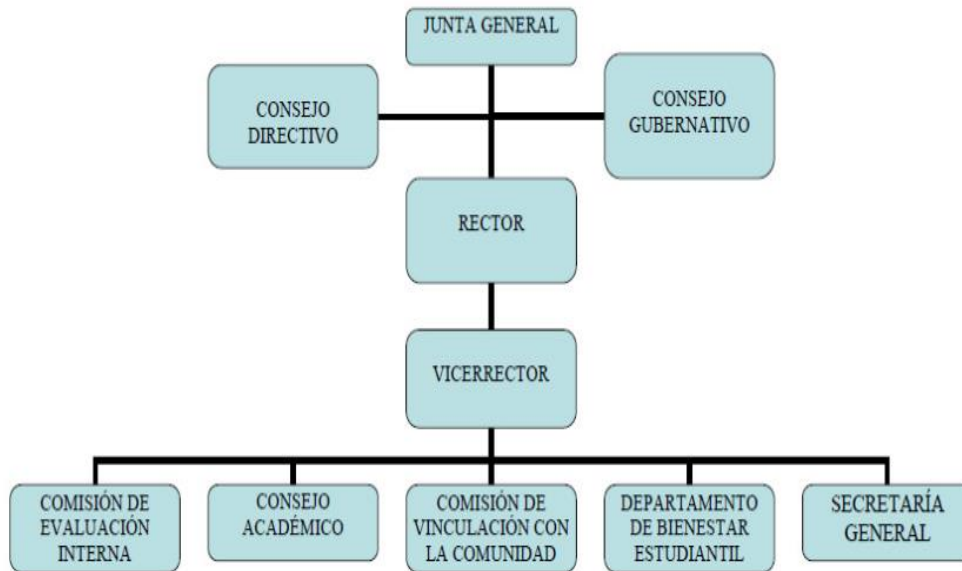 JUNTA GENERAL
CONSEJO
DIRECTIVO
CONSEJO
GUBERNATIVO
RECTOR
VICERRECTOR
COMISIÓN DE
EVALUACIÓN
INTERNA
CONSEJO
ACADÉMICO
COMISIÓN DE
VINCULACIÓN CON
LA COMUNIDAD
DEPARTAMENTO
DE BIENESTAR
ESTUDIANTIL
SECRETARÍA
GENERAL